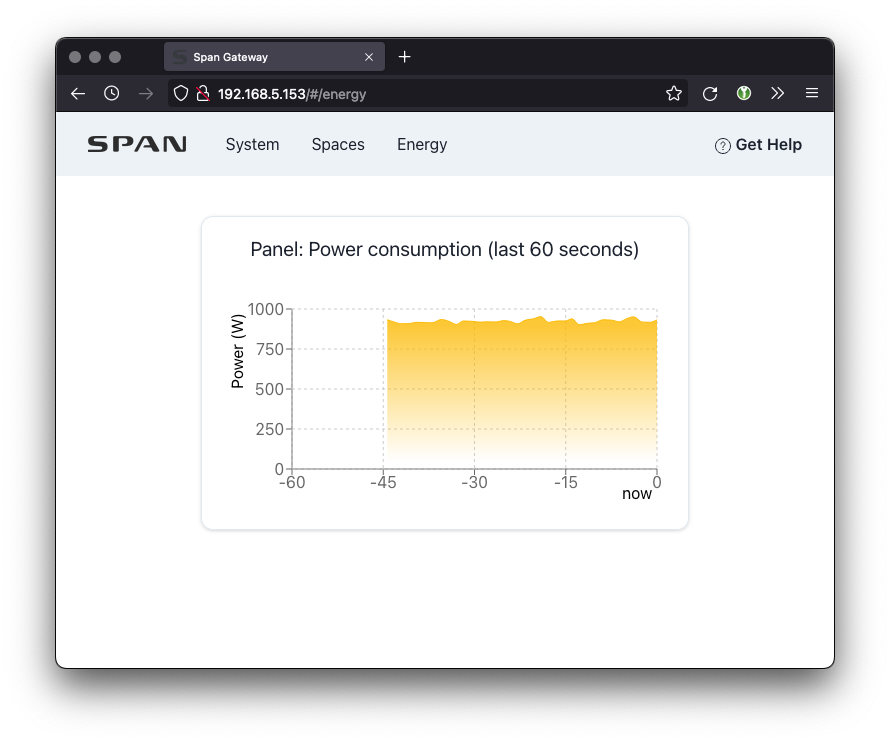 Span Gateway
192.168.5.153/#/energy
SPAN System Spaces Energy ? Get Help
Panel: Power consumption (last 60 seconds)
Power (W)
1000
750
500
250
0
-60 -45 -30 -15 0
now